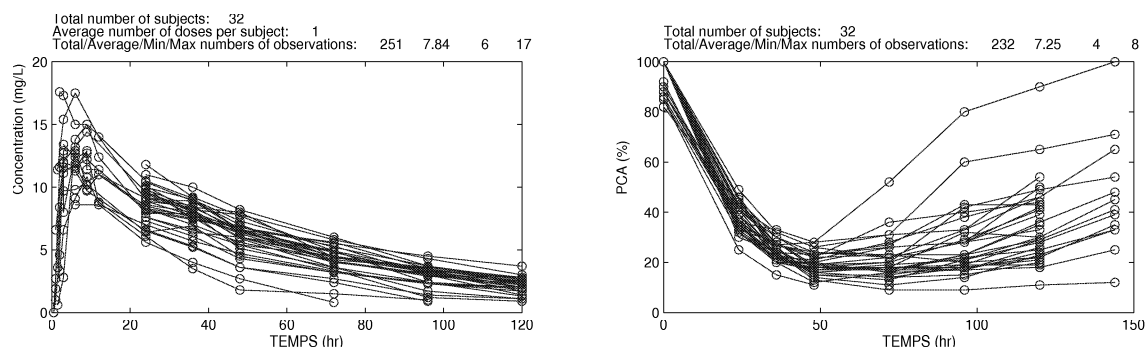 Total number of subjects: 32
Average number of doses per subject: 1
Total/Average/Min/Max numbers of observations: 251 7.84 6 17
20
15
10
5
0
Concentration (mg/L)
0 20 40 60 80 100 120
TEMPS (hr)
Total number of subjects: 32
Total/Average/Min/Max numbers of observations: 232 7.25 4 8
100
80
60
40
20
0
PCA (%)
0 50 100 150
TEMPS (hr)